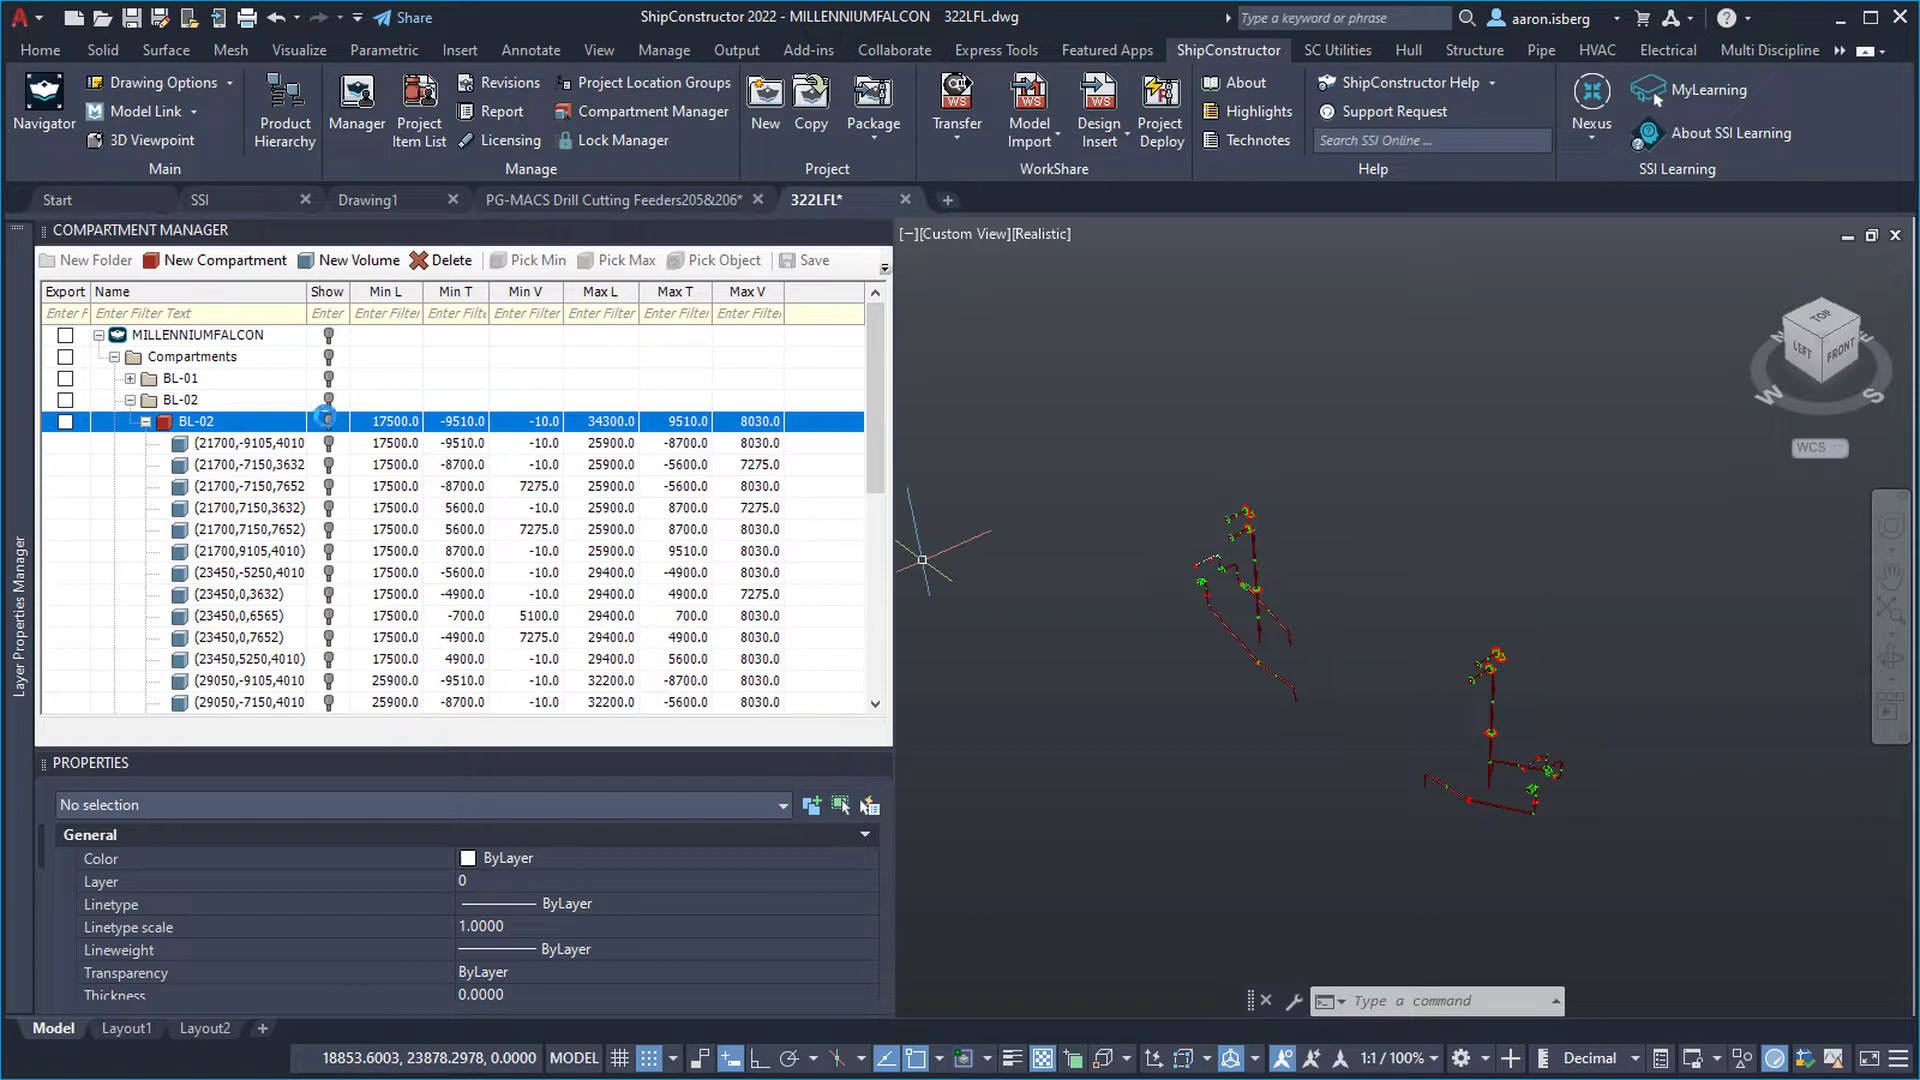 Share
ShipConstructor 2022 - MILLENNIUMFALCON 322LFL.dwg
Type a keyword or phrase
aaron.isberg
Home Solid Surface Mesh Visualize Parametric Insert Annotate View Manage Output Add-ins Collaborate Express Tools Featured Apps ShipConstructor SC Utilities Hull Structure Pipe HVAC Electrical Multi Discipline
Navigator
Drawing Options
Model Link
3D Viewpoint
Main
Product Hierarchy
Manager
Project Item List
Revisions
Report
Licensing
Project Location Groups
Compartment Manager
Lock Manager
Manage
New
Copy
Package
Project
Transfer
Model Import
Design Insert
Project Deploy
WorkShare
About
Highlights
Technotes
ShipConstructor Help
Support Request
Search SSI Online ...
Help
Nexus
MyLearning
About SSI Learning
SSI Learning
Start
SSI
Drawing1
PG-MACS Drill Cutting Feeders205&206*
322LFL*
Layer Properties Manager
COMPARTMENT MANAGER
New Folder New Compartment New Volume Delete Pick Min Pick Max Pick Object Save
Export Name Show Min L Min T Min V Max L Max T Max V
Enter F Enter Filter Text Enter Enter Filter Enter Filte Enter Filter Enter Filter Enter Filter Enter Filter
MILLENNIUMFALCON
Compartments
BL-01
BL-02
BL-02 17500.0 -9510.0 -10.0 34300.0 9510.0 8030.0
(21700,-9105,4010 17500.0 -9510.0 -10.0 25900.0 -8700.0 8030.0
(21700,-7150,3632 17500.0 -8700.0 -10.0 25900.0 -5600.0 7275.0
(21700,-7150,7652 17500.0 -8700.0 7275.0 25900.0 -5600.0 8030.0
(21700,7150,3632) 17500.0 5600.0 -10.0 25900.0 8700.0 7275.0
(21700,7150,7652) 17500.0 5600.0 7275.0 25900.0 8700.0 8030.0
(21700,9105,4010) 17500.0 8700.0 -10.0 25900.0 9510.0 8030.0
(23450,-5250,4010 17500.0 -5600.0 -10.0 29400.0 -4900.0 8030.0
(23450,0,3632) 17500.0 -4900.0 -10.0 29400.0 4900.0 7275.0
(23450,0,6565) 17500.0 -700.0 5100.0 29400.0 700.0 8030.0
(23450,0,7652) 17500.0 -4900.0 7275.0 29400.0 4900.0 8030.0
(23450,5250,4010) 17500.0 4900.0 -10.0 29400.0 5600.0 8030.0
(29050,-9105,4010 25900.0 -9510.0 -10.0 32200.0 -8700.0 8030.0
(29050,-7150,4010 25900.0 -8700.0 -10.0 32200.0 -5600.0 8030.0
PROPERTIES
No selection
General
Color ByLayer
Layer 0
Linetype ByLayer
Linetype scale 1.0000
Lineweight ByLayer
Transparency ByLayer
Thickness 0.0000
[−][Custom View][Realistic]
TOP
LEFT
FRONT
N
E
W
S
WCS
Type a command
Model Layout1 Layout2
18853.6003, 23878.2978, 0.0000 MODEL
1:1 / 100%
Decimal